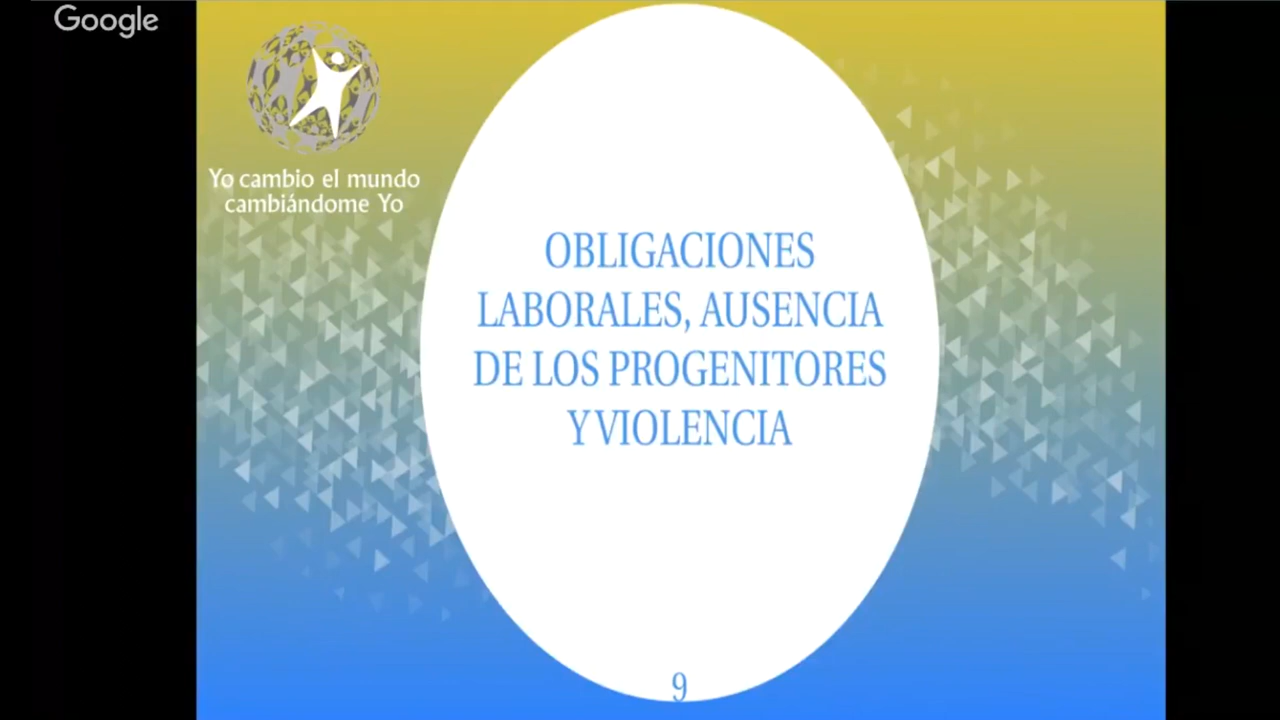 Google
Yo cambio el mundo
cambiándome Yo
OBLIGACIONES
LABORALES, AUSENCIA
DE LOS PROGENITORES
Y VIOLENCIA
9